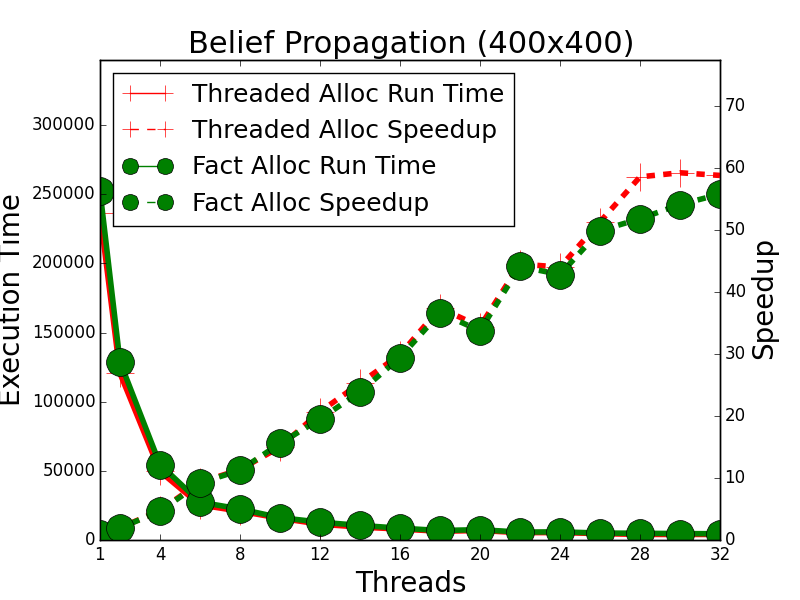 Belief Propagation (400x400)
Threaded Alloc Run Time
Threaded Alloc Speedup
Fact Alloc Run Time
Fact Alloc Speedup
Execution Time
300000
250000
200000
150000
100000
50000
0
Speedup
70
60
50
40
30
20
10
0
1 4 8 12 16 20 24 28 32
Threads